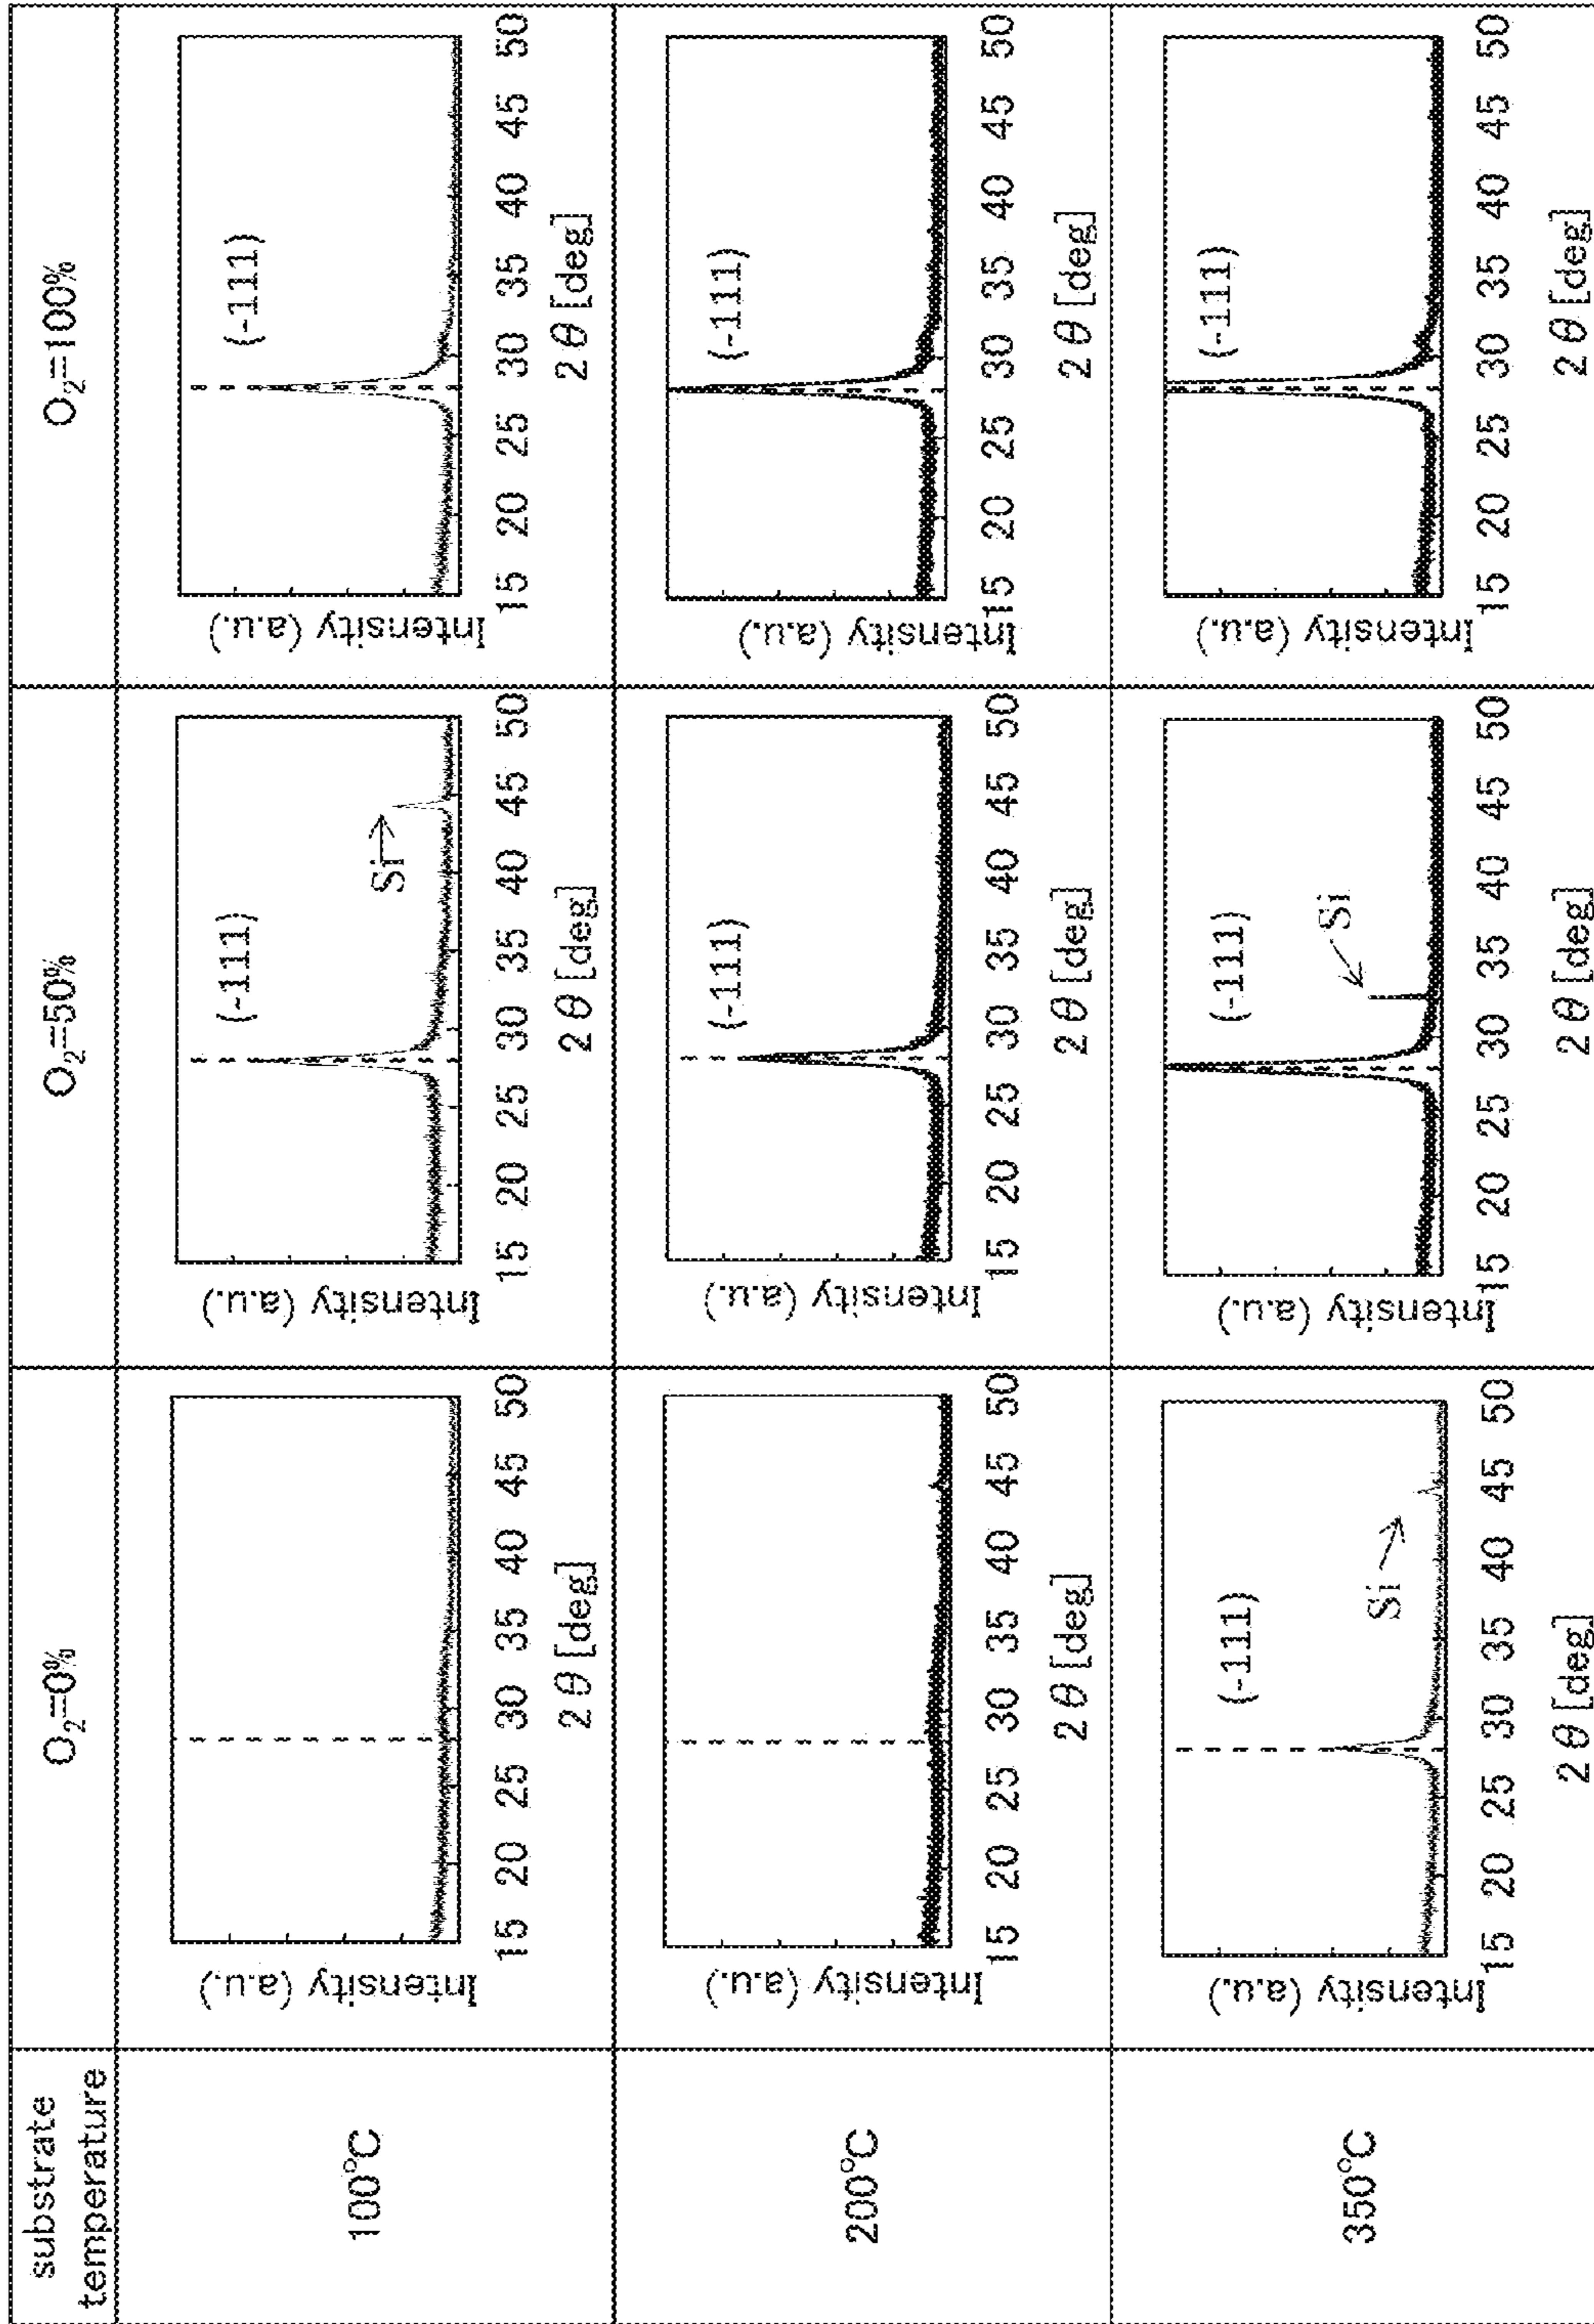 substrate
temperature
O₂=0%
O₂=50%
O₂=100%
100°C
Intensity (a.u.)
15 20 25 30 35 40 45 50
2θ [deg]
Intensity (a.u.)
(-111)
Si
15 20 25 30 35 40 45 50
2θ [deg]
Intensity (a.u.)
(-111)
15 20 25 30 35 40 45 50
2θ [deg]
200°C
Intensity (a.u.)
15 20 25 30 35 40 45 50
2θ [deg]
Intensity (a.u.)
(-111)
15 20 25 30 35 40 45 50
2θ [deg]
Intensity (a.u.)
(-111)
15 20 25 30 35 40 45 50
2θ [deg]
350°C
Intensity (a.u.)
(-111)
Si
15 20 25 30 35 40 45 50
2θ [deg]
Intensity (a.u.)
(-111)
Si
15 20 25 30 35 40 45 50
2θ [deg]
Intensity (a.u.)
(-111)
15 20 25 30 35 40 45 50
2θ [deg]